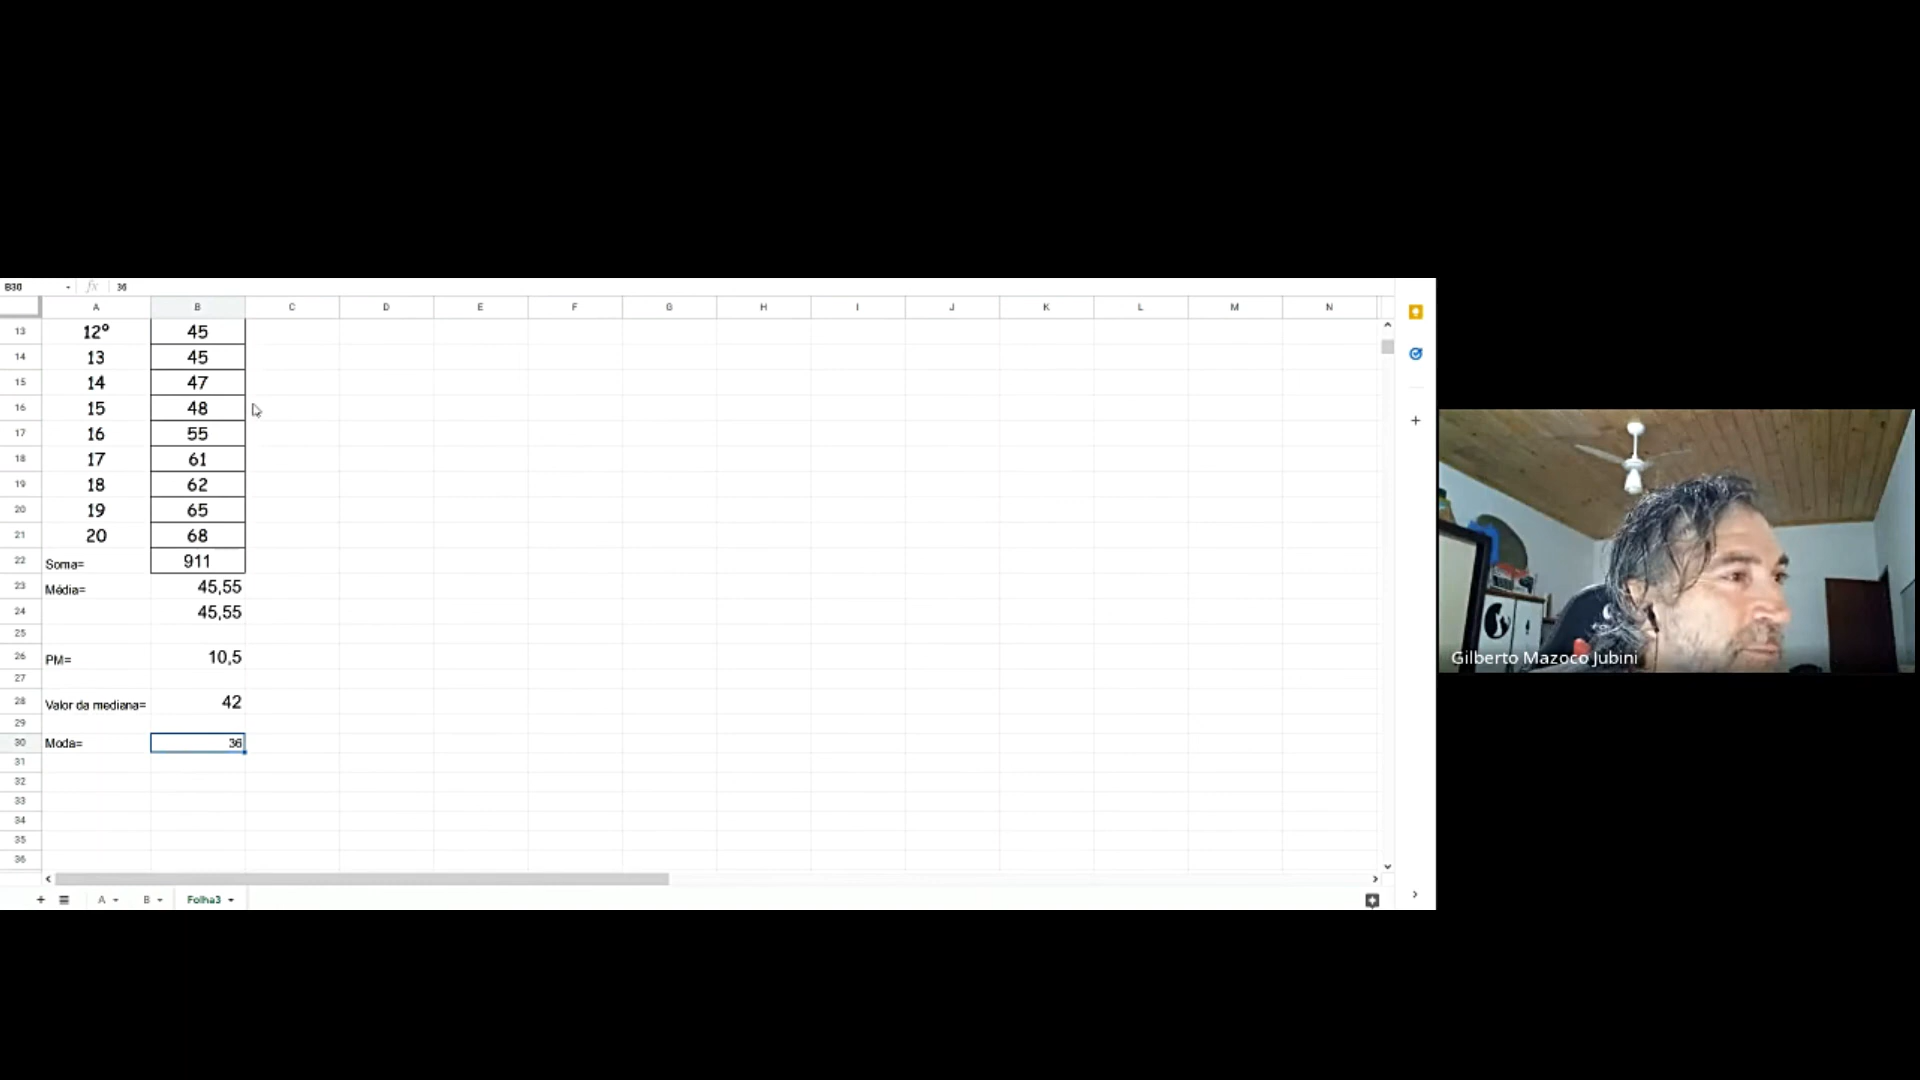 B30 fx 36
A B C D E F G H I J K L M N
13 12º 45
14 13 45
15 14 47
16 15 48
17 16 55
18 17 61
19 18 62
20 19 65
21 20 68
22 Soma= 911
23 Média= 45,55
24 45,55
25
26 PM= 10,5
27
28 Valor da mediana= 42
29
30 Moda= 36
31
32
33
34
35
36
A B Folha3
Gilberto Mazoco Jubini